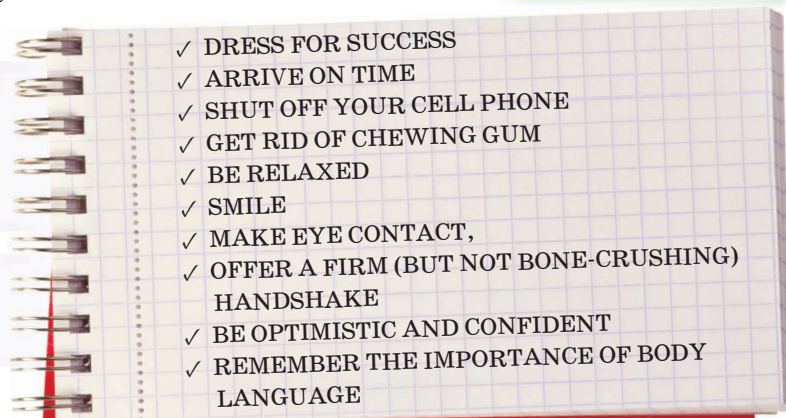 ✓ DRESS FOR SUCCESS
✓ ARRIVE ON TIME
✓ SHUT OFF YOUR CELL PHONE
✓ GET RID OF CHEWING GUM
✓ BE RELAXED
✓ SMILE
✓ MAKE EYE CONTACT,
✓ OFFER A FIRM (BUT NOT BONE-CRUSHING)
HANDSHAKE
✓ BE OPTIMISTIC AND CONFIDENT
✓ REMEMBER THE IMPORTANCE OF BODY
LANGUAGE